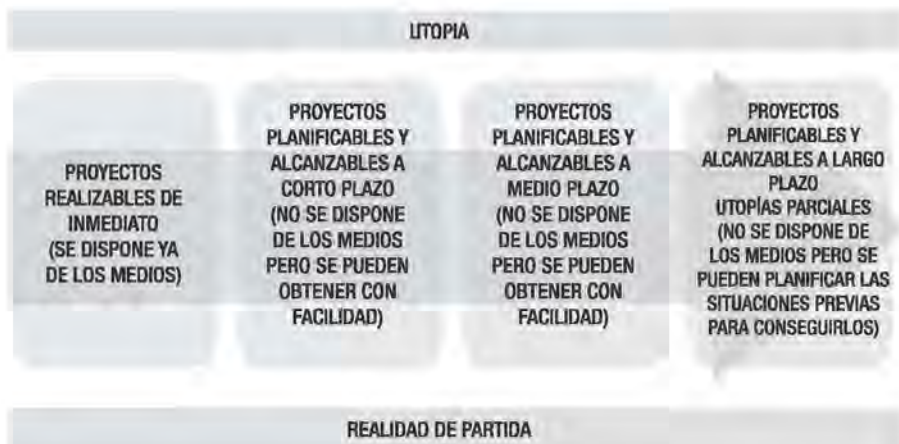 UTOPIA
PROYECTOS
REALIZABLES DE
INMEDIATO
(SE DISPONE YA
DE LOS MEDIOS)
PROYECTOS
PLANIFICABLES Y
ALCANZABLES A
CORTO PLAZO
(NO SE DISPONE
DE LOS MEDIOS
PERO SE PUEDEN
OBTENER CON
FACILIDAD)
PROYECTOS
PLANIFICABLES Y
ALCANZABLES A
MEDIO PLAZO
(NO SE DISPONE
DE LOS MEDIOS
PERO SE PUEDEN
OBTENER CON
FACILIDAD)
PROYECTOS
PLANIFICABLES Y
ALCANZABLES A LARGO
PLAZO
UTOPÍAS PARCIALES
(NO SE DISPONE DE
LOS MEDIOS PERO SE
PUEDEN PLANIFICAR LAS
SITUACIONES PREVIAS
PARA CONSEGUIRLOS)
REALIDAD DE PARTIDA